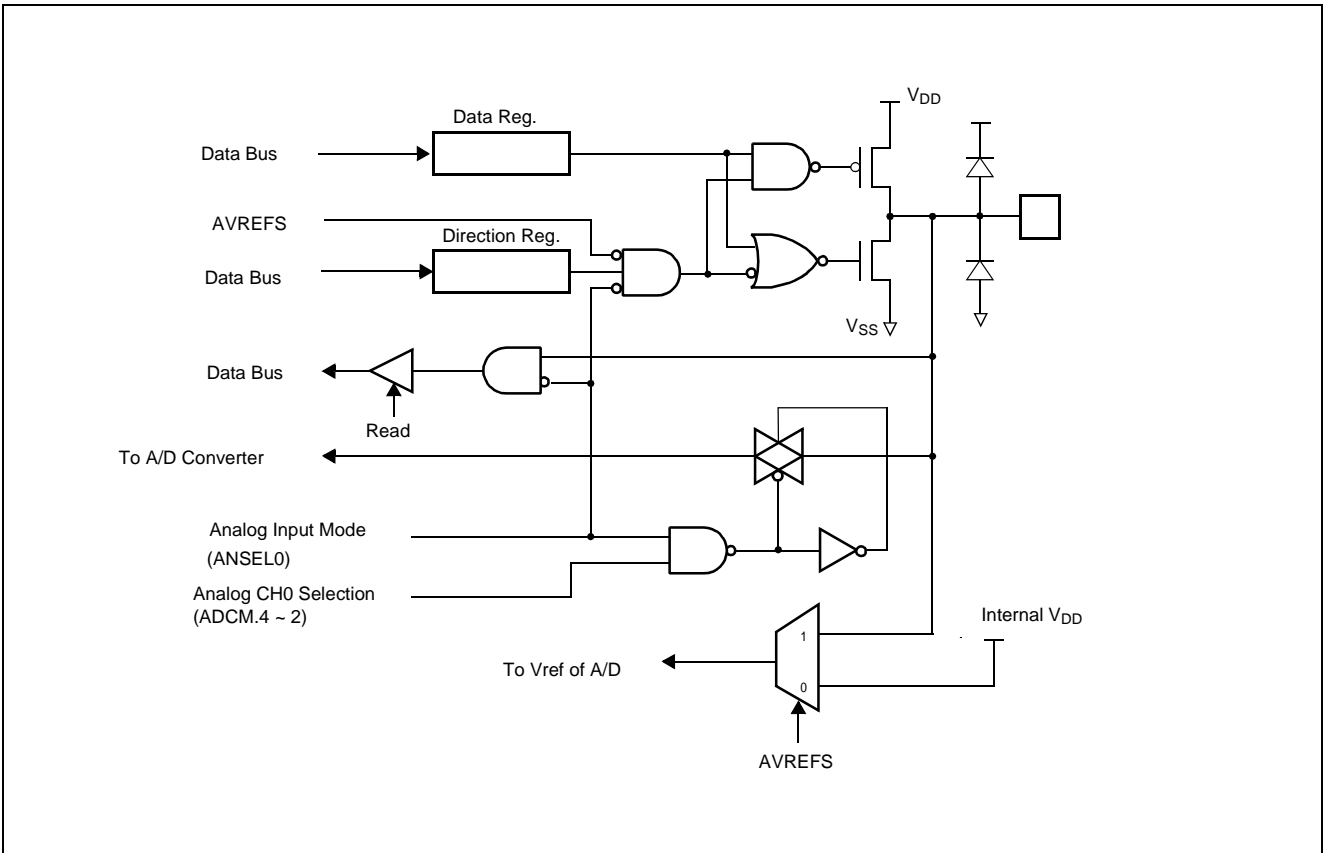 VDD
Data Reg.
Data Bus
AVREFS
Direction Reg.
Data Bus
VSS
Data Bus
Read
To A/D Converter
Analog Input Mode
(ANSEL0)
Analog CH0 Selection
(ADCM.4 ~ 2)
Internal VDD
1
To Vref of A/D
0
AVREFS